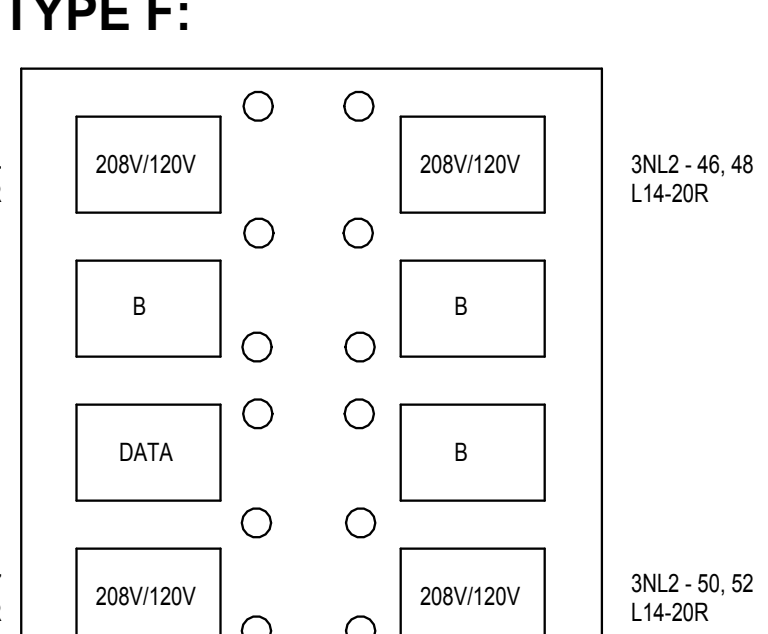 TYPE F:
208V/120V
208V/120V
3NL2 - 46, 48
L14-20R
B
B
DATA
B
208V/120V
208V/120V
3NL2 - 50, 52
L14-20R